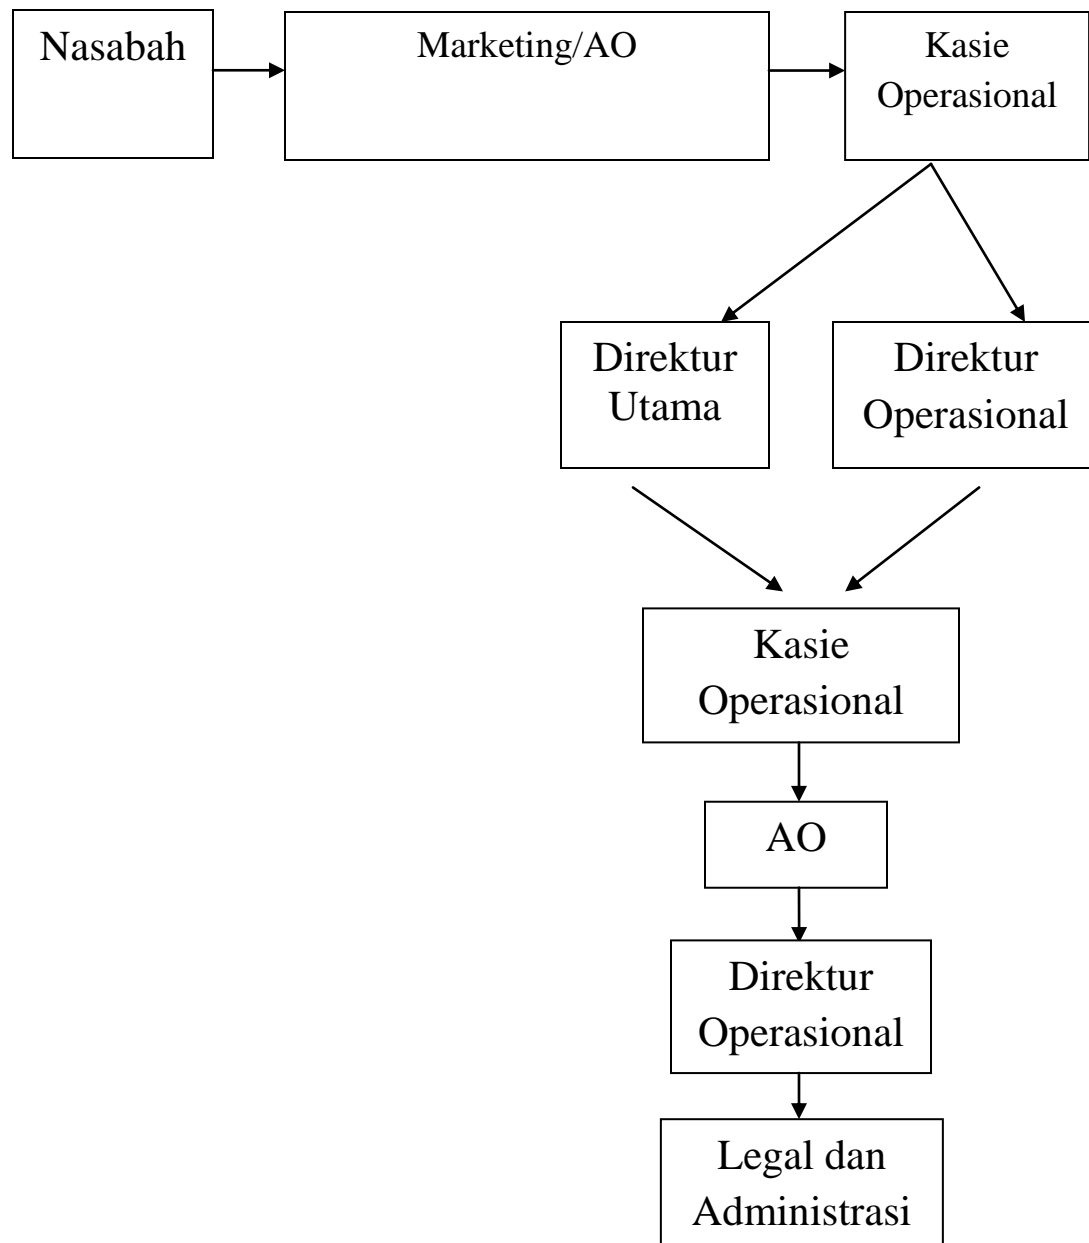 Nasabah
Marketing/AO
Kasie
Operasional
Direktur
Utama
Direktur
Operasional
Kasie
Operasional
AO
Direktur
Operasional
Legal dan
Administrasi